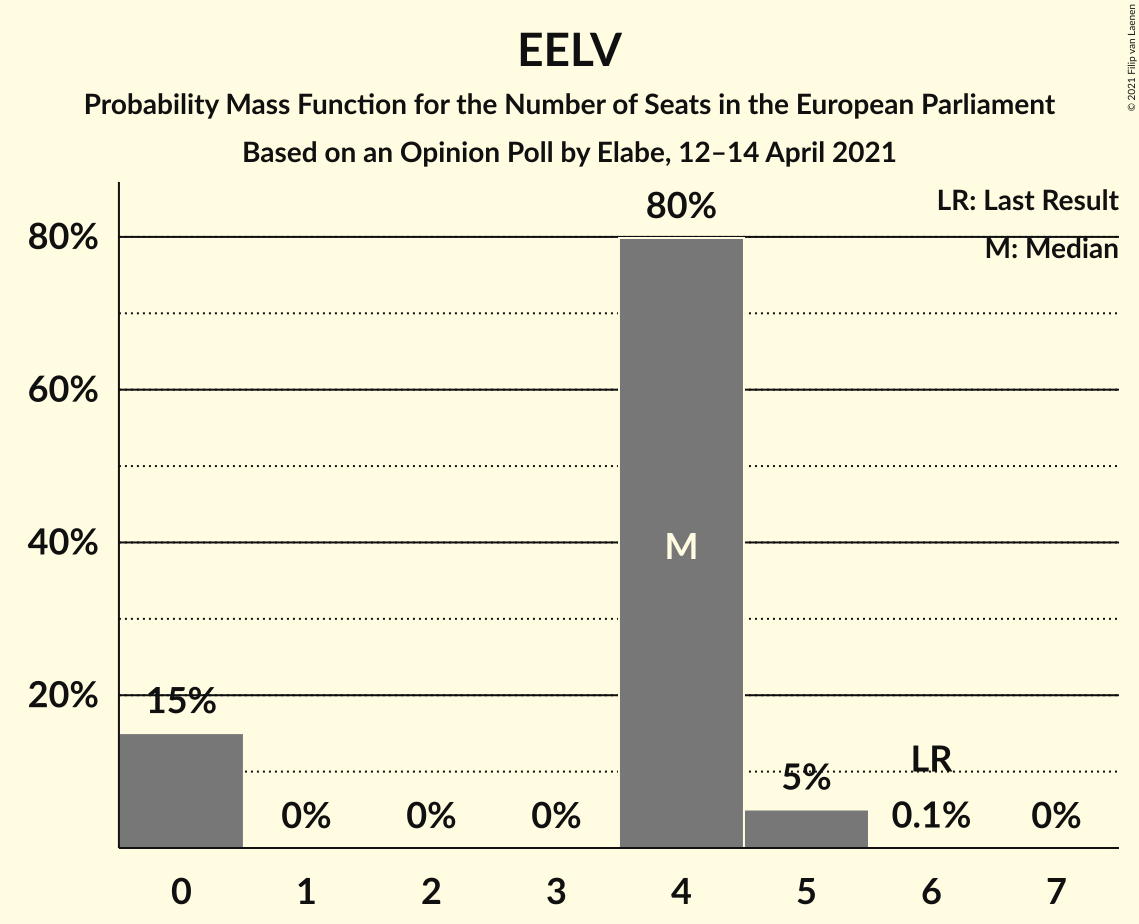 EELV
Probability Mass Function for the Number of Seats in the European Parliament
Based on an Opinion Poll by Elabe, 12–14 April 2021
© 2021 Filip van Laenen
LR: Last Result
M: Median
80%
60%
40%
20%
15%
0%
0%
0%
80%
M
5%
LR
0.1%
0%
0 1 2 3 4 5 6 7